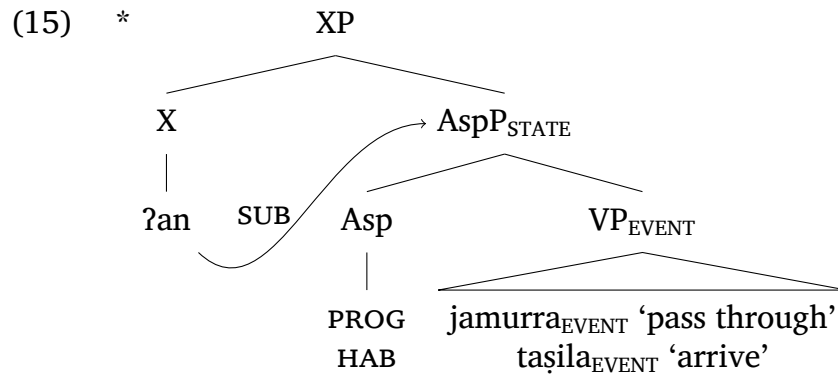 (15) * XP
X AspP_STATE
ʔan SUB Asp VP_EVENT
PROG jamurra_EVENT ‘pass through’
HAB taṣila_EVENT ‘arrive’